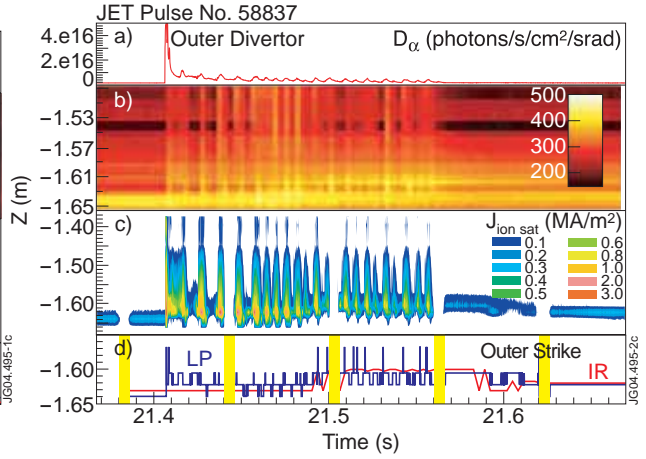 JET Pulse No. 58837
4.e16
2.e16
0
a)
Outer Divertor
Dα (photons/s/cm²/srad)
b)
500
400
300
200
−1.53
−1.57
−1.61
−1.65
Z (m)
c)
Jion sat (MA/m²)
0.1
0.2
0.3
0.4
0.5
0.6
0.8
1.0
2.0
3.0
−1.40
−1.50
−1.60
d)
LP
Outer Strike
IR
−1.60
−1.65
21.4
21.5
21.6
Time (s)
JG04.495-1c
JG04.495-2c